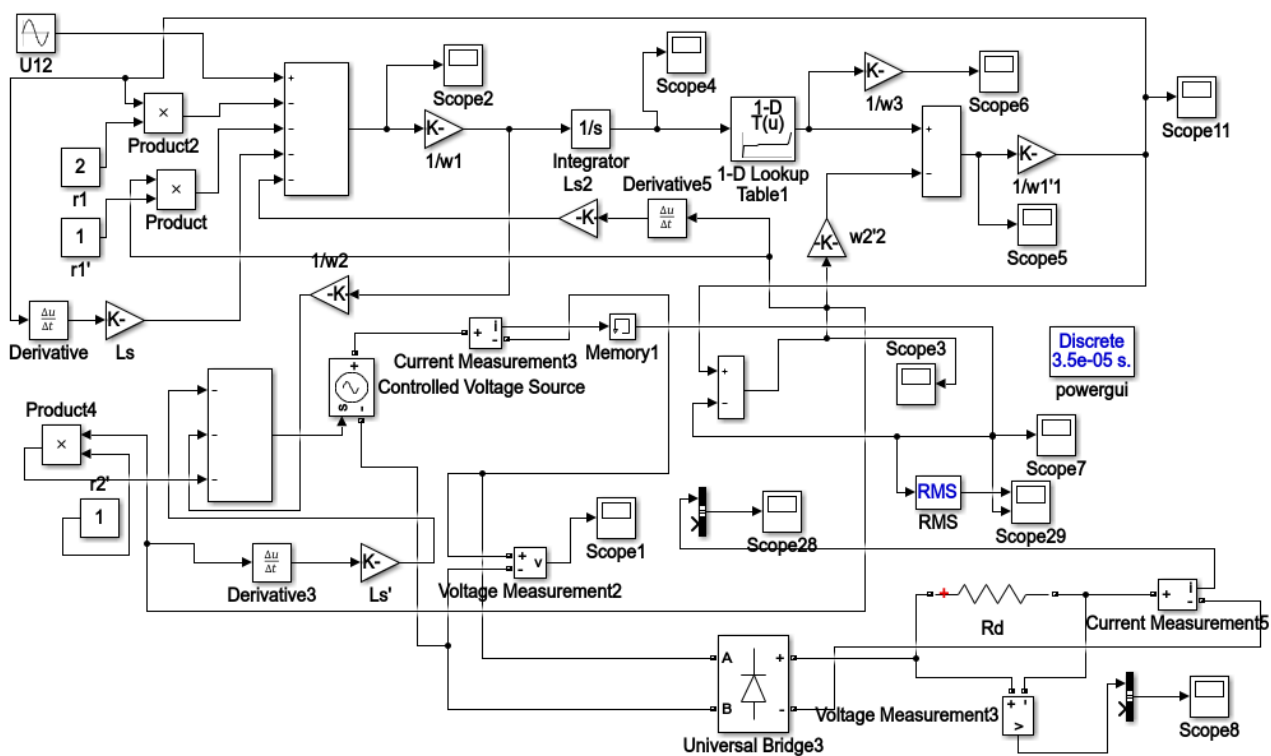 U12
+
−
−
−
−
×
Product2
2
r1
×
Product
1
r1'
Δu
Δt
Derivative
K-
Ls
Scope2
K-
1/w1
1/s
Integrator
Scope4
1-D
T(u)
1-D Lookup
Table1
K-
1/w3
Scope6
+
−
K-
1/w1'1
Scope11
Scope5
Ls2
-K-
Derivative5
Δu
Δt
-K-
w2'2
1/w2
-K-
+ i
-
Current Measurement3
Memory1
+
s -
Controlled Voltage Source
Scope3
+
−
Discrete
3.5e-05 s.
powergui
Product4
×
r2'
1
−
−
−
Scope7
RMS
RMS
Scope29
Scope28
Scope1
+
- v
Voltage Measurement2
Δu
Δt
Derivative3
K-
Ls'
+
Rd
+ i
-
Current Measurement5
A +
B -
Universal Bridge3
+ -
v
Voltage Measurement3
Scope8